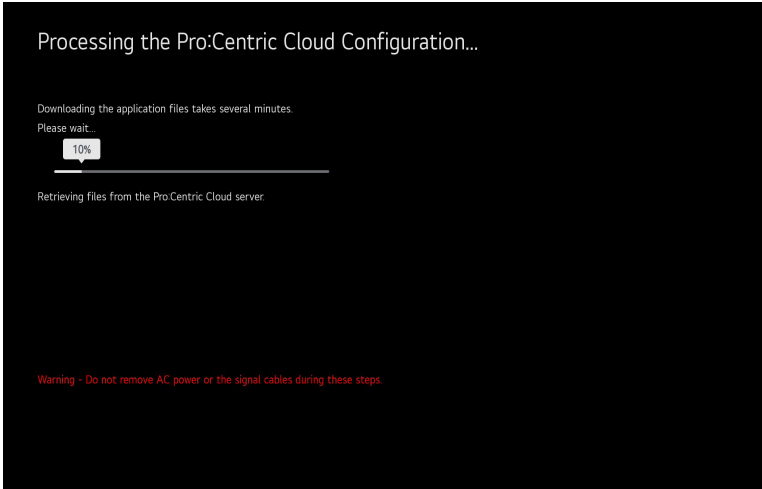 Processing the Pro:Centric Cloud Configuration...
Downloading the application files takes several minutes.
Please wait...
10%
Retrieving files from the Pro:Centric Cloud server.
Warning - Do not remove AC power or the signal cables during these steps.